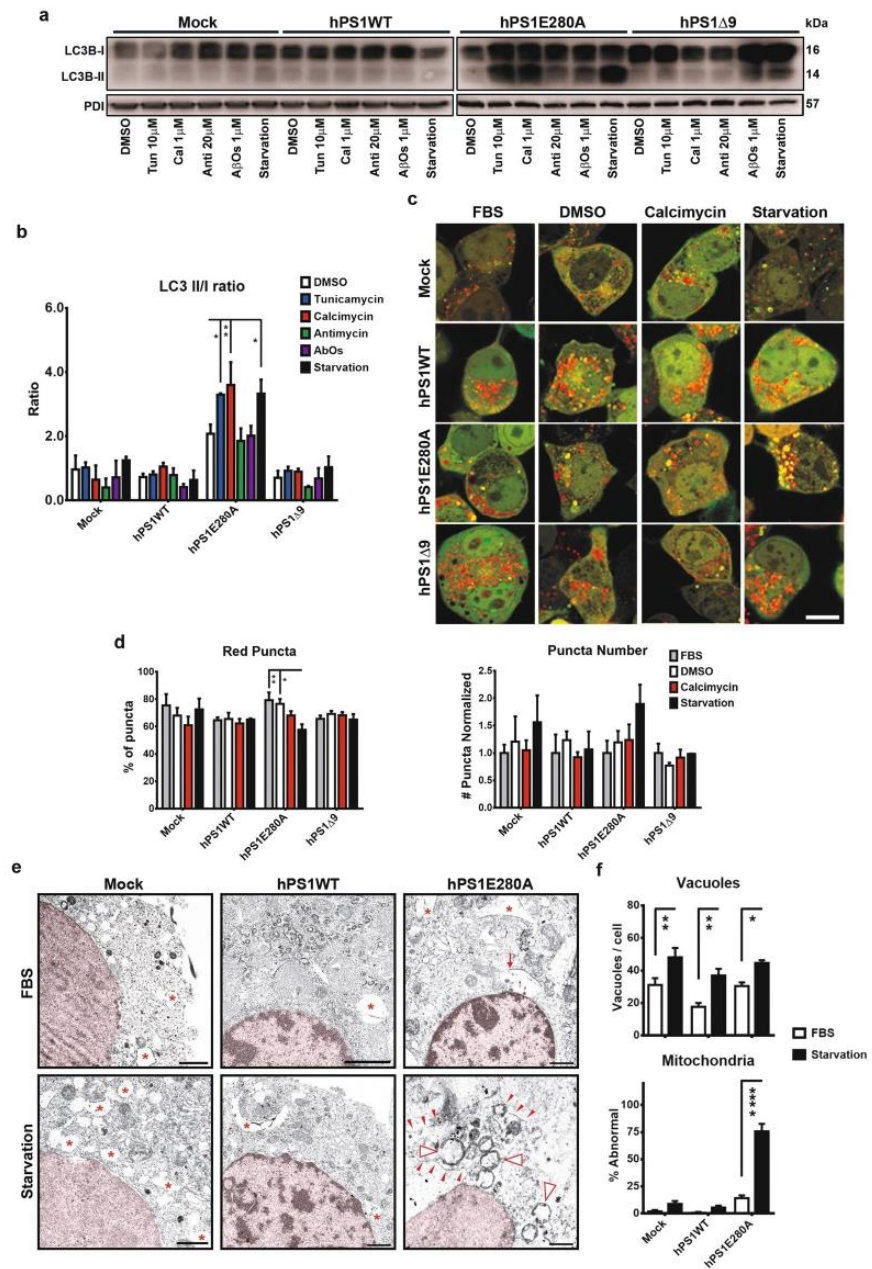 a
Mock hPS1WT hPS1E280A hPS1Δ9 kDa
LC3B-I 16
LC3B-II 14
PDI 57
DMSO Tun 10μM Cal 1μM Anti 20μM AβOs 1μM Starvation DMSO Tun 10μM Cal 1μM Anti 20μM AβOs 1μM Starvation DMSO Tun 10μM Cal 1μM Anti 20μM AβOs 1μM Starvation DMSO Tun 10μM Cal 1μM Anti 20μM AβOs 1μM Starvation
b
LC3 II/I ratio
DMSO
Tunicamycin
Calcimycin
Antimycin
AbOs
Starvation
Ratio
6.0
4.0
2.0
0.0
* ** *
Mock hPS1WT hPS1E280A hPS1Δ9
c
FBS DMSO Calcimycin Starvation
Mock
hPS1WT
hPS1E280A
hPS1Δ9
d
Red Puncta
% of puncta
100
80
60
40
20
0
** *
Mock hPS1WT hPS1E280A hPS1Δ9
Puncta Number
FBS
DMSO
Calcimycin
Starvation
# Puncta Normalized
2.5
2.0
1.5
1.0
0.5
0.0
Mock hPS1WT hPS1E280A hPS1Δ9
e
Mock hPS1WT hPS1E280A
FBS
Starvation
f
Vacuoles
Vacuoles / cell
80
60
40
20
0
** ** *
FBS
Starvation
Mitochondria
% Abnormal
100
75
50
25
0
****
Mock hPS1WT hPS1E280A